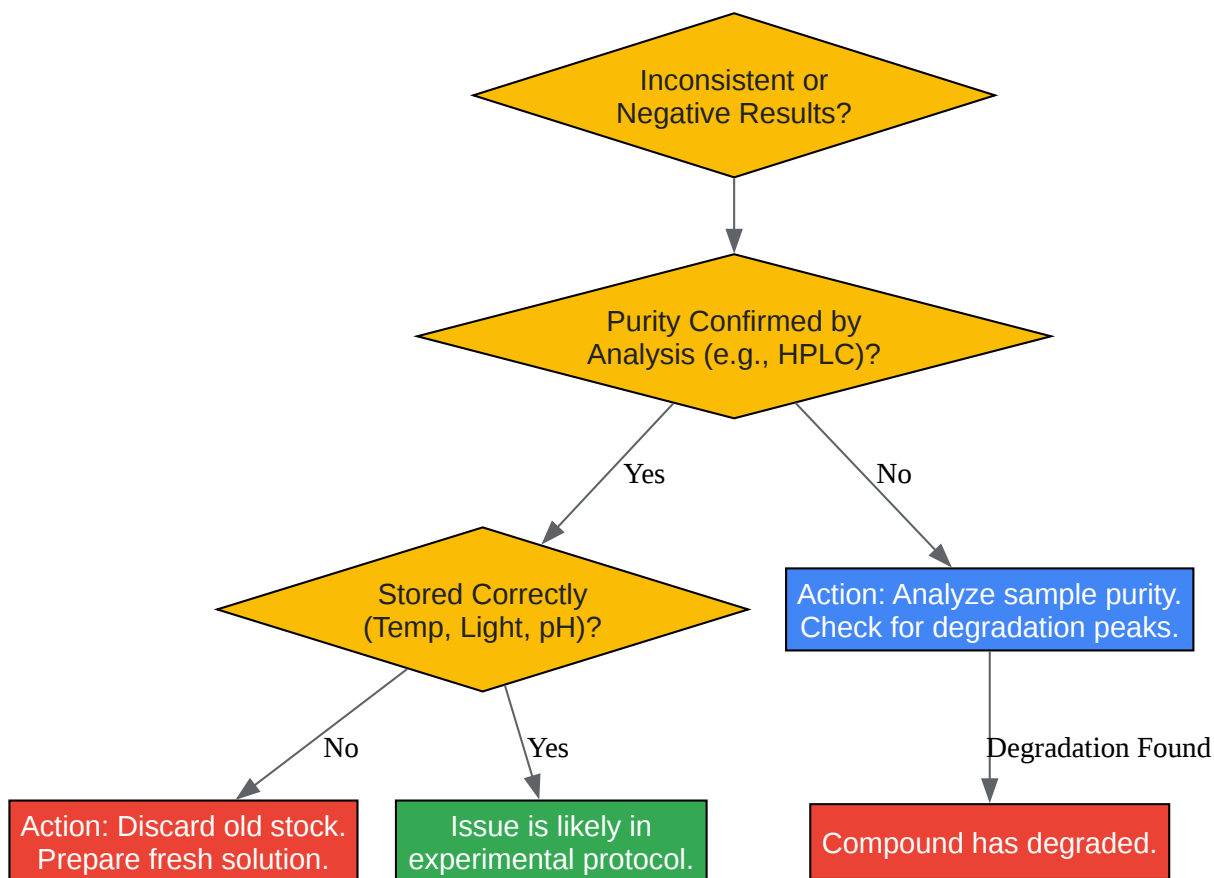 Inconsistent or
Negative Results?
Purity Confirmed by
Analysis (e.g., HPLC)?
Yes
No
Stored Correctly
(Temp, Light, pH)?
Action: Analyze sample purity.
Check for degradation peaks.
No
Yes
Degradation Found
Action: Discard old stock.
Prepare fresh solution.
Issue is likely in
experimental protocol.
Compound has degraded.